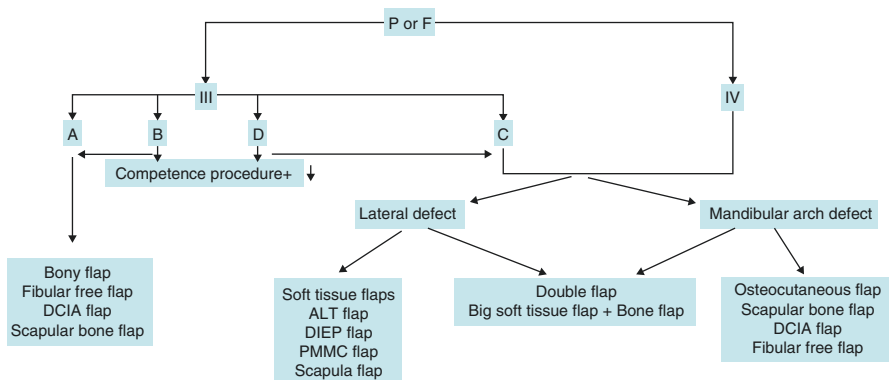 P or F
III
IV
A
B
D
C
Competence procedure+
Lateral defect
Mandibular arch defect
Bony flap
Fibular free flap
DCIA flap
Scapular bone flap
Soft tissue flaps
ALT flap
DIEP flap
PMMC flap
Scapula flap
Double flap
Big soft tissue flap + Bone flap
Osteocutaneous flap
Scapular bone flap
DCIA flap
Fibular free flap